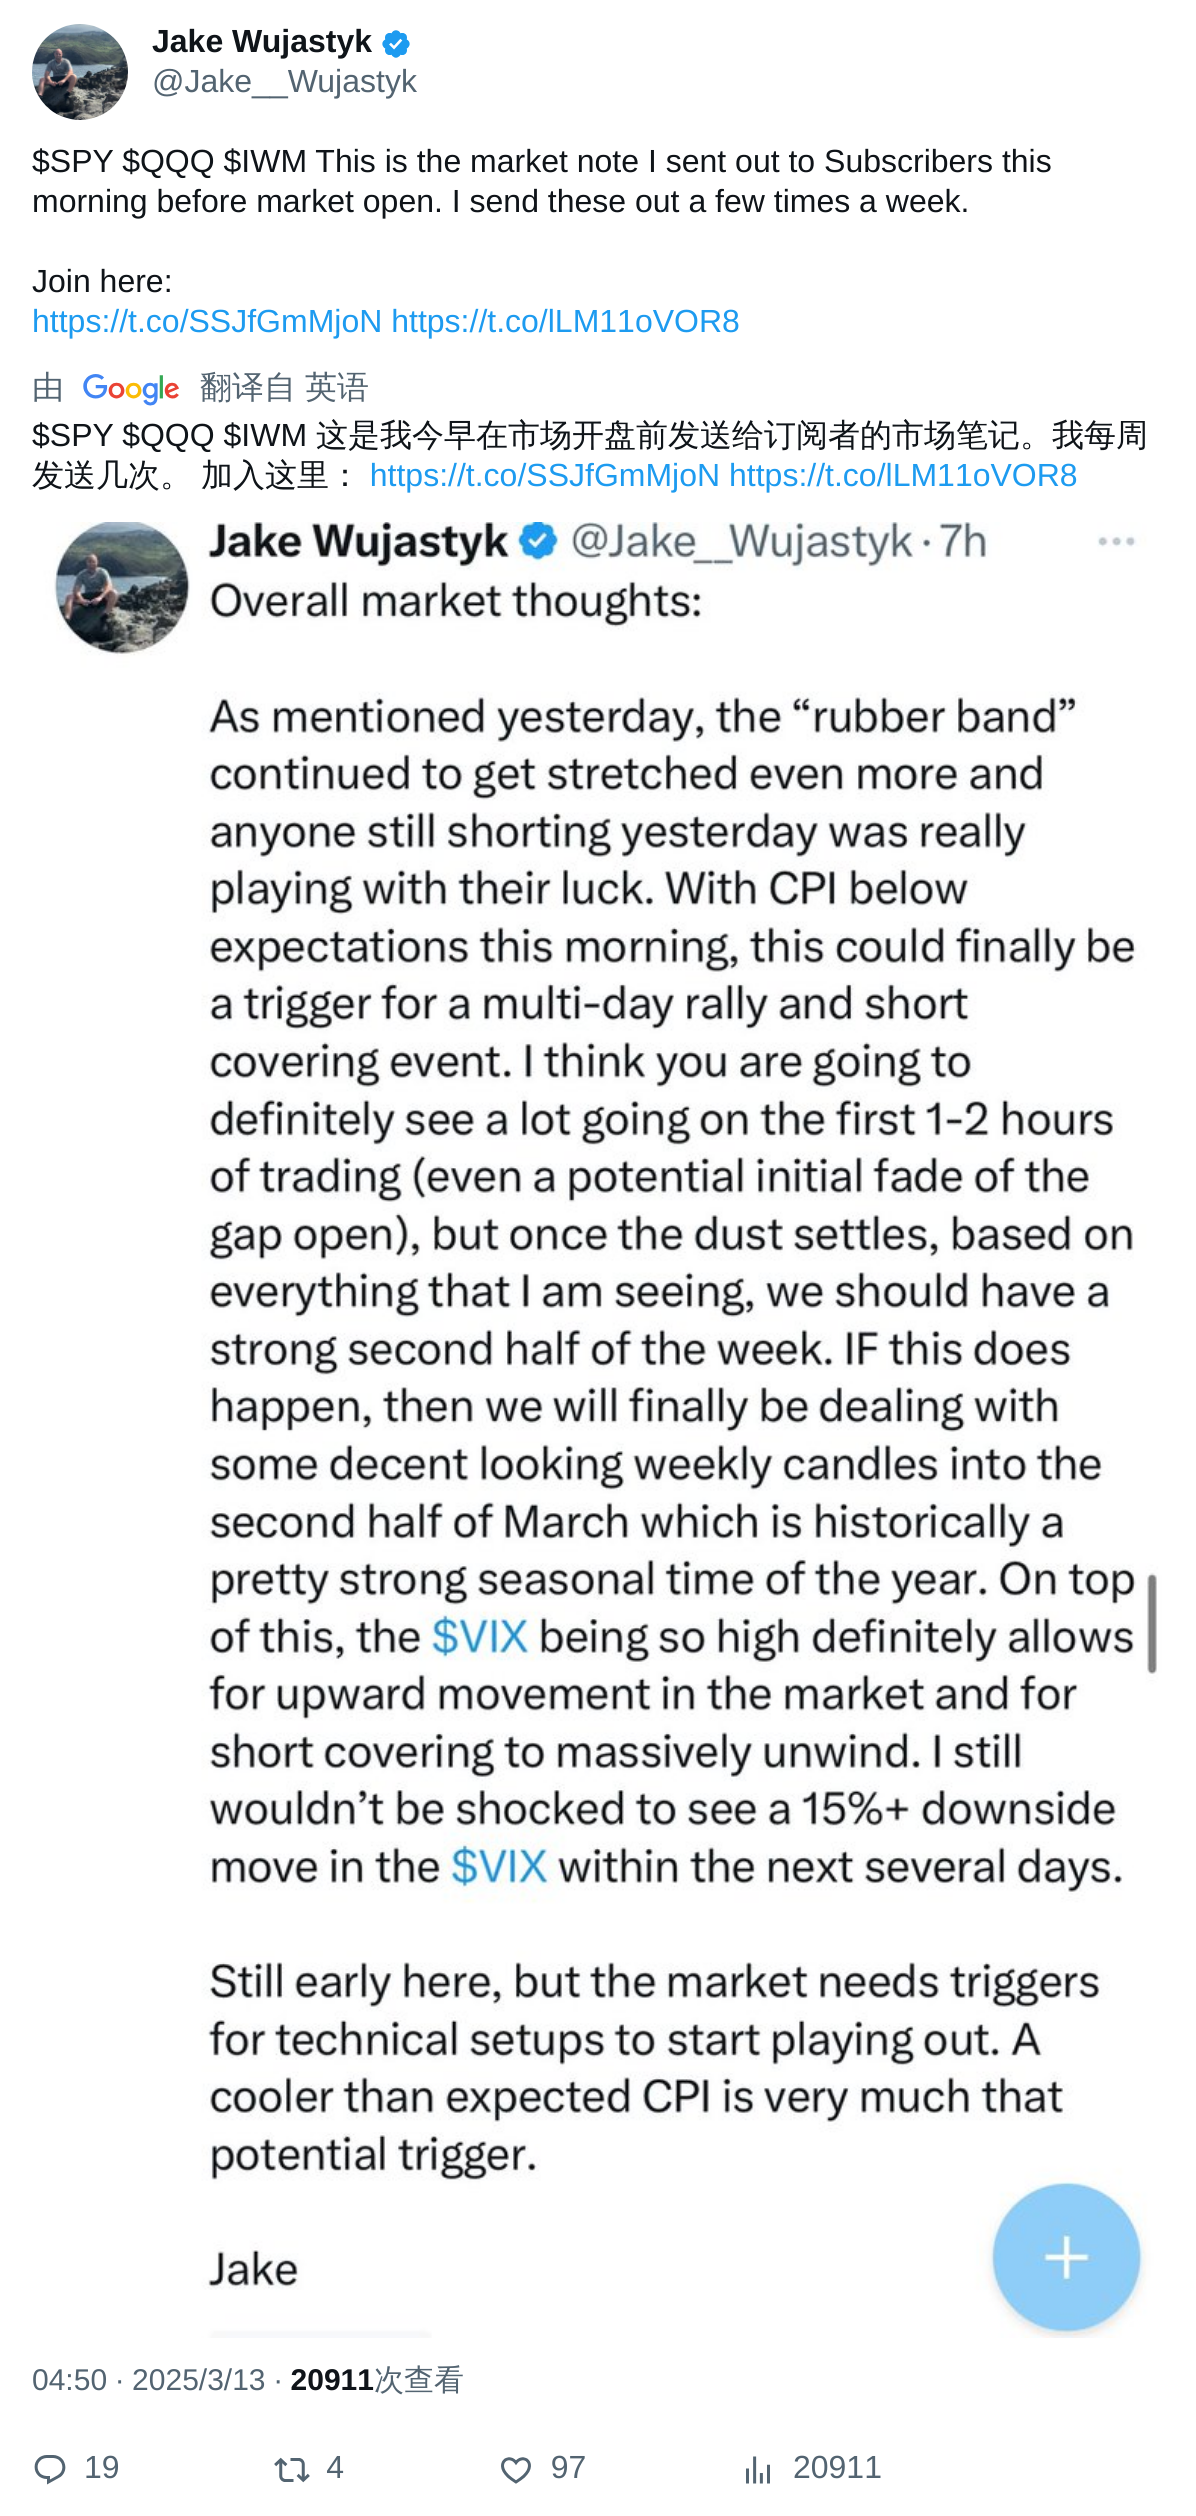 Jake Wujastyk
@Jake__Wujastyk
$SPY $QQQ $IWM This is the market note I sent out to Subscribers this
morning before market open. I send these out a few times a week.
Join here:
https://t.co/SSJfGmMjoN https://t.co/lLM11oVOR8
由 Google 翻译自 英语
$SPY $QQQ $IWM 这是我今早在市场开盘前发送给订阅者的市场笔记。我每周
发送几次。 加入这里： https://t.co/SSJfGmMjoN https://t.co/lLM11oVOR8
Jake Wujastyk @Jake__Wujastyk · 7h
Overall market thoughts:
As mentioned yesterday, the “rubber band”
continued to get stretched even more and
anyone still shorting yesterday was really
playing with their luck. With CPI below
expectations this morning, this could finally be
a trigger for a multi-day rally and short
covering event. I think you are going to
definitely see a lot going on the first 1-2 hours
of trading (even a potential initial fade of the
gap open), but once the dust settles, based on
everything that I am seeing, we should have a
strong second half of the week. IF this does
happen, then we will finally be dealing with
some decent looking weekly candles into the
second half of March which is historically a
pretty strong seasonal time of the year. On top
of this, the $VIX being so high definitely allows
for upward movement in the market and for
short covering to massively unwind. I still
wouldn’t be shocked to see a 15%+ downside
move in the $VIX within the next several days.
Still early here, but the market needs triggers
for technical setups to start playing out. A
cooler than expected CPI is very much that
potential trigger.
Jake
04:50 · 2025/3/13 · 20911次查看
19 4 97 20911